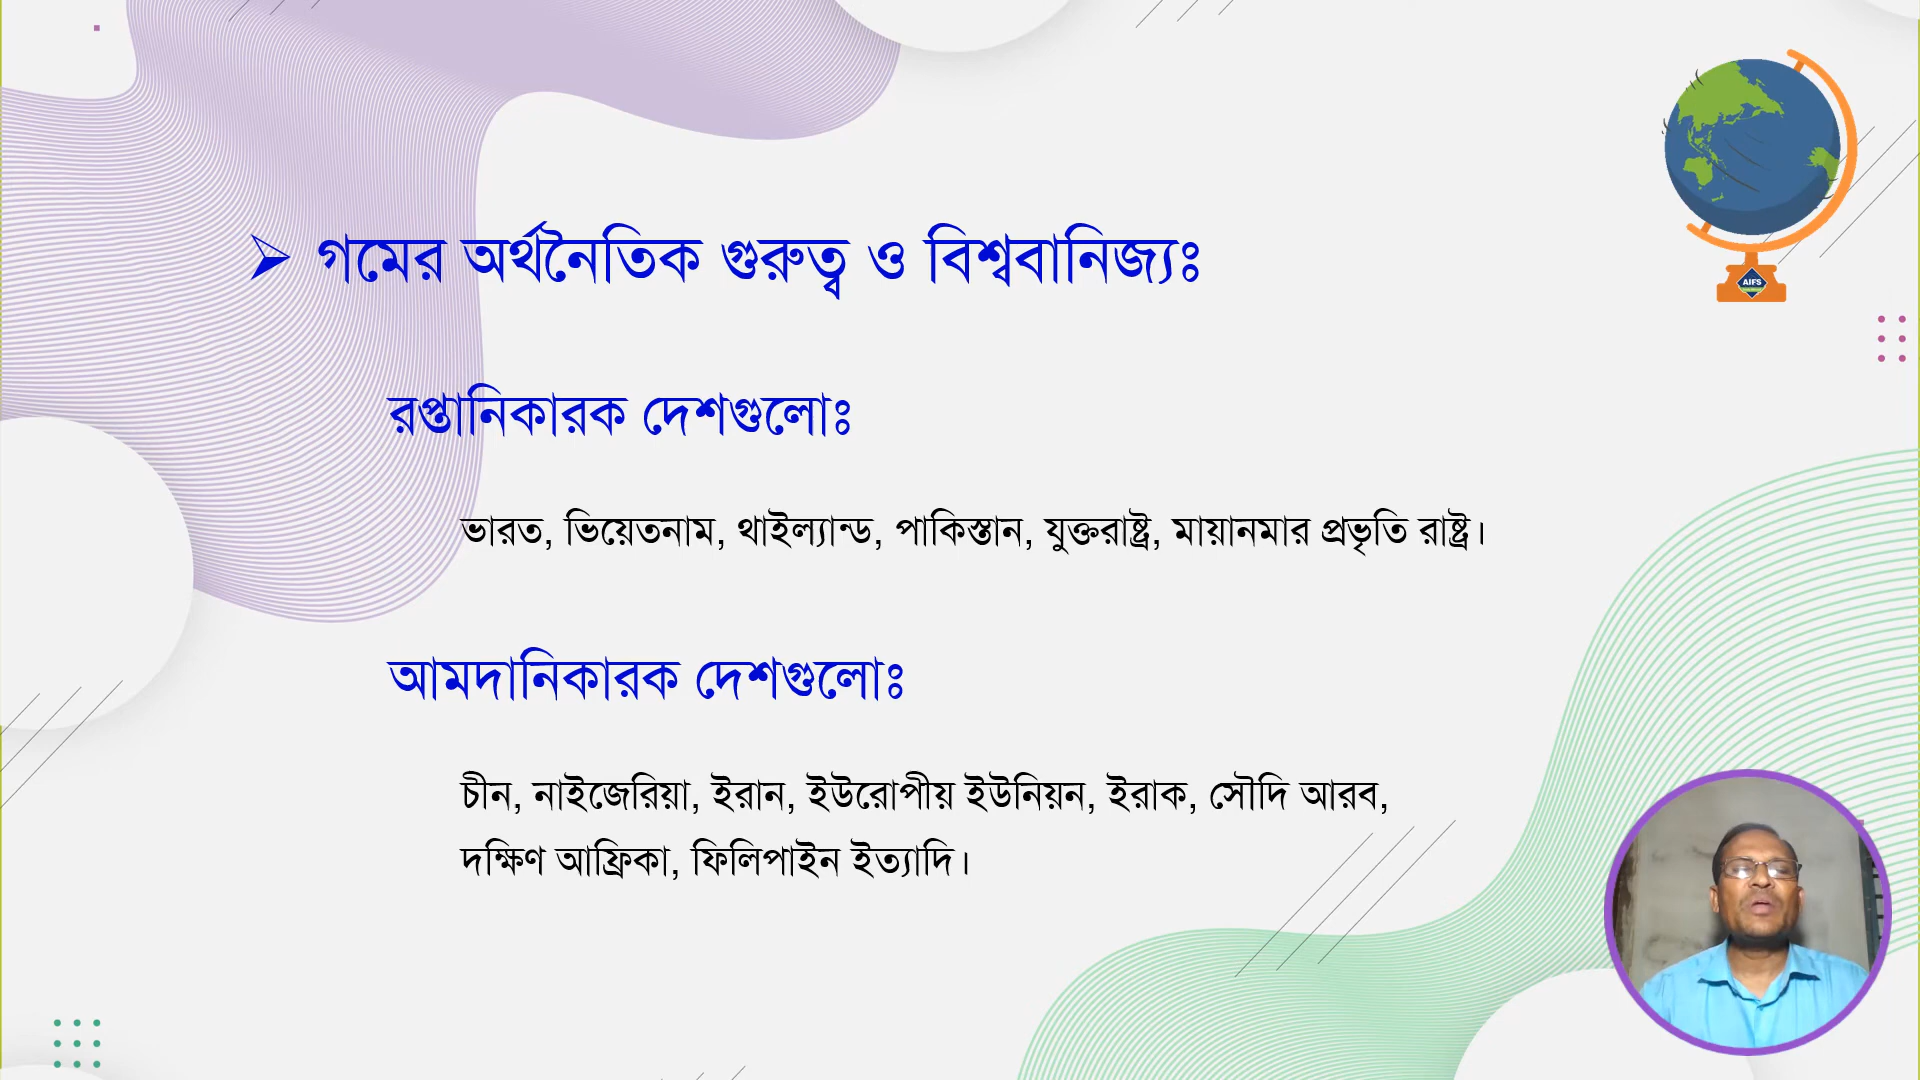 ➢ গমের অর্থনৈতিক গুরুত্ব ও বিশ্ববানিজ্যঃ
রপ্তানিকারক দেশগুলোঃ
ভারত, ভিয়েতনাম, থাইল্যান্ড, পাকিস্তান, যুক্তরাষ্ট্র, মায়ানমার প্রভৃতি রাষ্ট্র।
আমদানিকারক দেশগুলোঃ
চীন, নাইজেরিয়া, ইরান, ইউরোপীয় ইউনিয়ন, ইরাক, সৌদি আরব,
দক্ষিণ আফ্রিকা, ফিলিপাইন ইত্যাদি।
AIFS